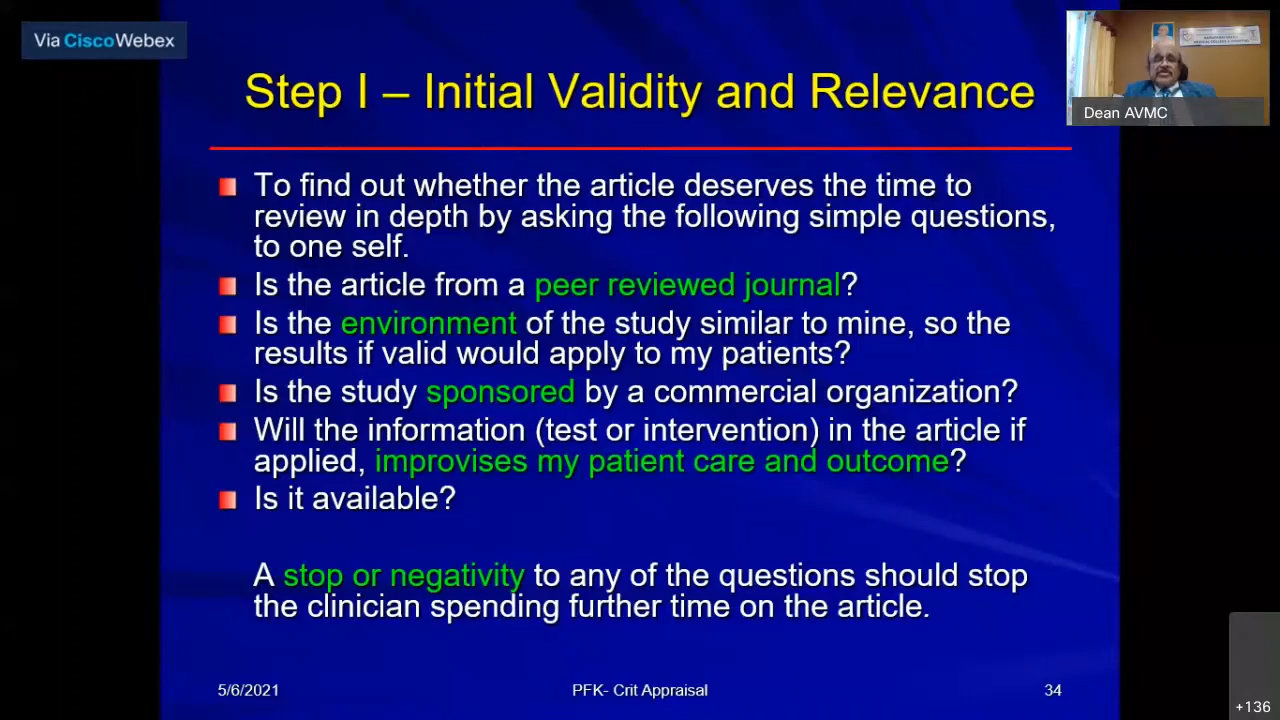 Via Cisco Webex
Dean AVMC
Step I – Initial Validity and Relevance
To find out whether the article deserves the time to
review in depth by asking the following simple questions,
to one self.
Is the article from a peer reviewed journal?
Is the environment of the study similar to mine, so the
results if valid would apply to my patients?
Is the study sponsored by a commercial organization?
Will the information (test or intervention) in the article if
applied, improvises my patient care and outcome?
Is it available?
A stop or negativity to any of the questions should stop
the clinician spending further time on the article.
5/6/2021
PFK- Crit Appraisal
34
+136